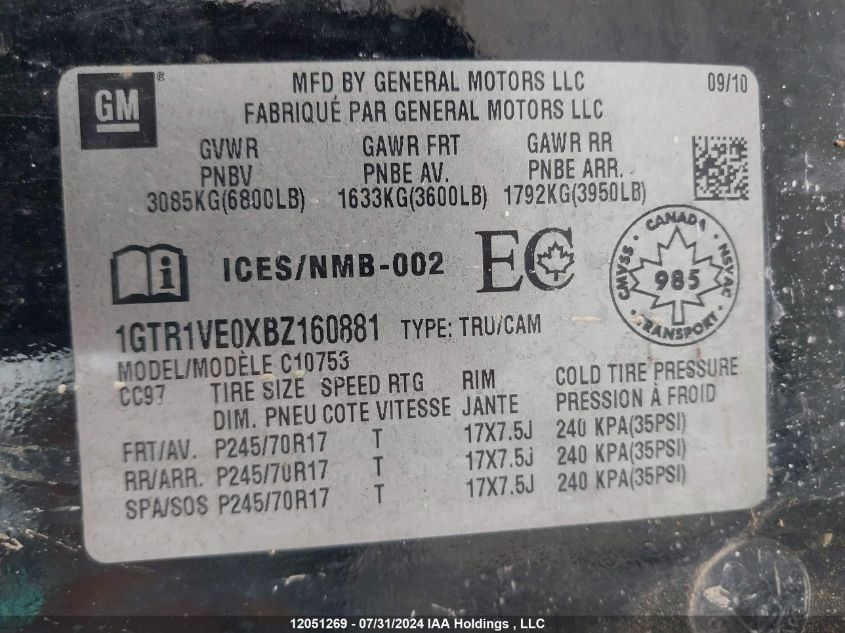 GM ®
MFD BY GENERAL MOTORS LLC 09/10
FABRIQUÉ PAR GENERAL MOTORS LLC
GVWR GAWR FRT GAWR RR
PNBV PNBE AV. PNBE ARR.
3085KG(6800LB) 1633KG(3600LB) 1792KG(3950LB)
i ICES/NMB-002 EC
CANADA
CMVSS 985 NSVAC
TRANSPORT
1GTR1VE0XBZ160881 TYPE: TRU/CAM
MODEL/MODÈLE C10753
CC97 TIRE SIZE SPEED RTG RIM COLD TIRE PRESSURE
DIM. PNEU COTE VITESSE JANTE PRESSION À FROID
FRT/AV. P245/70R17 T 17X7.5J 240 KPA(35PSI)
RR/ARR. P245/70R17 T 17X7.5J 240 KPA(35PSI)
SPA/SOS P245/70R17 T 17X7.5J 240 KPA(35PSI)
12051269 - 07/31/2024 IAA Holdings , LLC